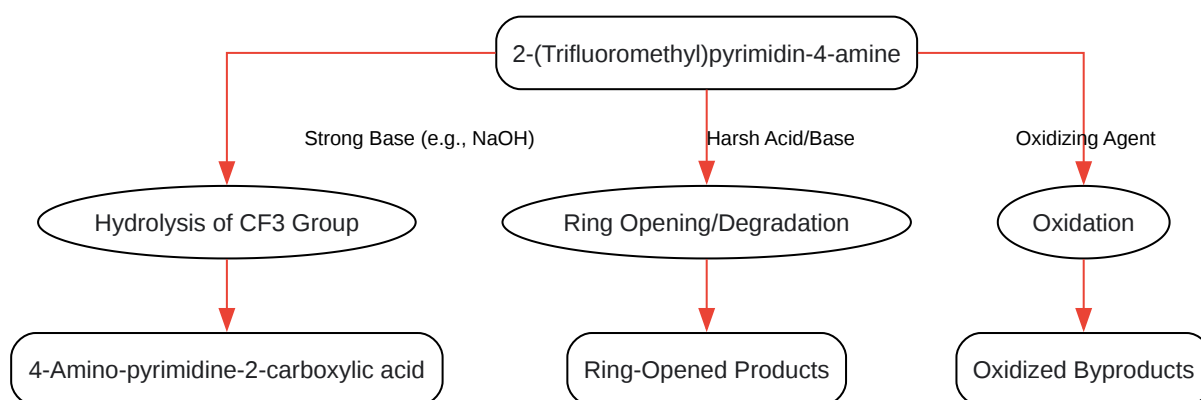 2-(Trifluoromethyl)pyrimidin-4-amine
Strong Base (e.g., NaOH)
Harsh Acid/Base
Oxidizing Agent
Hydrolysis of CF3 Group
Ring Opening/Degradation
Oxidation
4-Amino-pyrimidine-2-carboxylic acid
Ring-Opened Products
Oxidized Byproducts